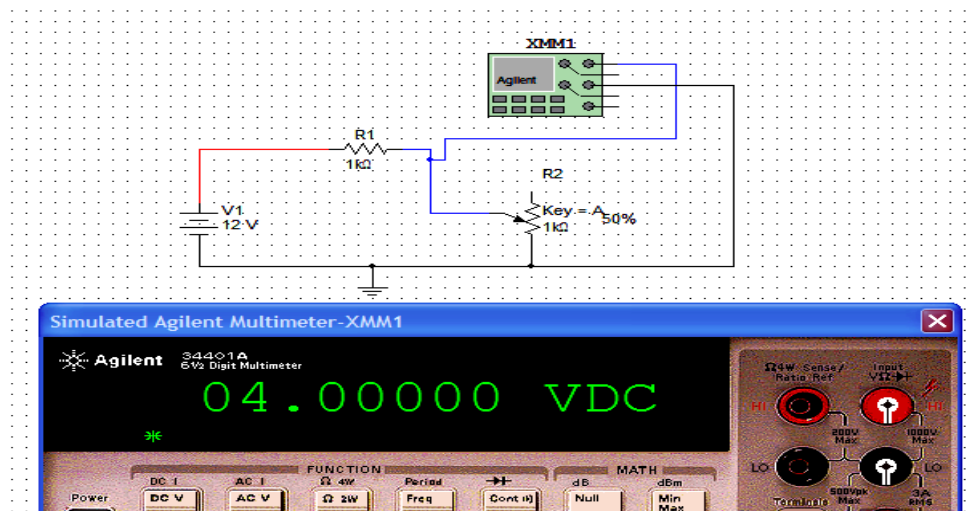 XMM1
Agilent
R1
1kΩ
R2
V1
12 V
Key = A
50%
1kΩ
Simulated Agilent Multimeter-XMM1
Agilent 34401A
6½ Digit Multimeter
04.00000 VDC
Ω4W Sense/
Ratio Ref
Input
VΩ
HI
HI
200V
Max
1000V
Max
LO
LO
FUNCTION
MATH
DC I
AC I
Ω 4W
Period
dB
dBm
Power
DC V
AC V
Ω 2W
Freq
Cont
Null
Min
Max
Terminals
500Vpk
Max
3A
RMS